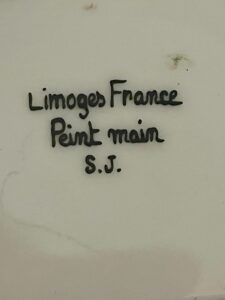 Limoges France
Peint main
S.J.